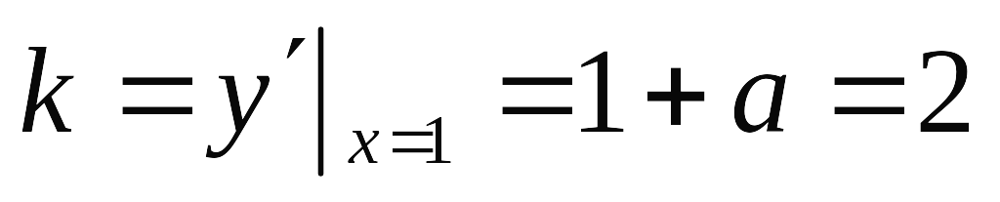 k = y′|x=1 = 1 + a = 2